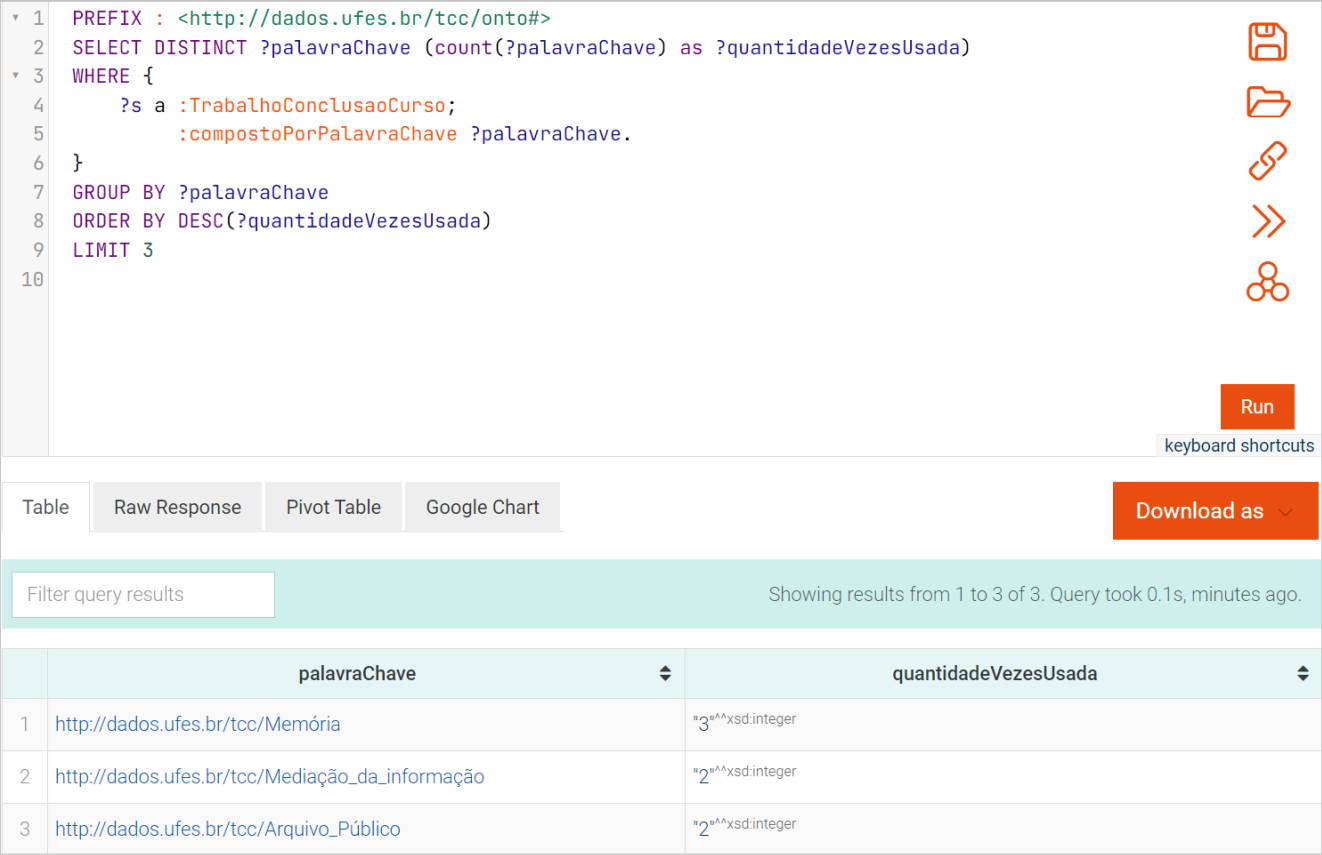 1 PREFIX : <http://dados.ufes.br/tcc/onto#>
2 SELECT DISTINCT ?palavraChave (count(?palavraChave) as ?quantidadeVezesUsada)
3 WHERE {
4 ?s a :TrabalhoConclusaoCurso;
5 :compostoPorPalavraChave ?palavraChave.
6 }
7 GROUP BY ?palavraChave
8 ORDER BY DESC(?quantidadeVezesUsada)
9 LIMIT 3
10
Run
keyboard shortcuts
Table Raw Response Pivot Table Google Chart Download as
Filter query results Showing results from 1 to 3 of 3. Query took 0.1s, minutes ago.
palavraChave quantidadeVezesUsada
1 http://dados.ufes.br/tcc/Memória "3"^^xsd:integer
2 http://dados.ufes.br/tcc/Mediação_da_informação "2"^^xsd:integer
3 http://dados.ufes.br/tcc/Arquivo_Público "2"^^xsd:integer